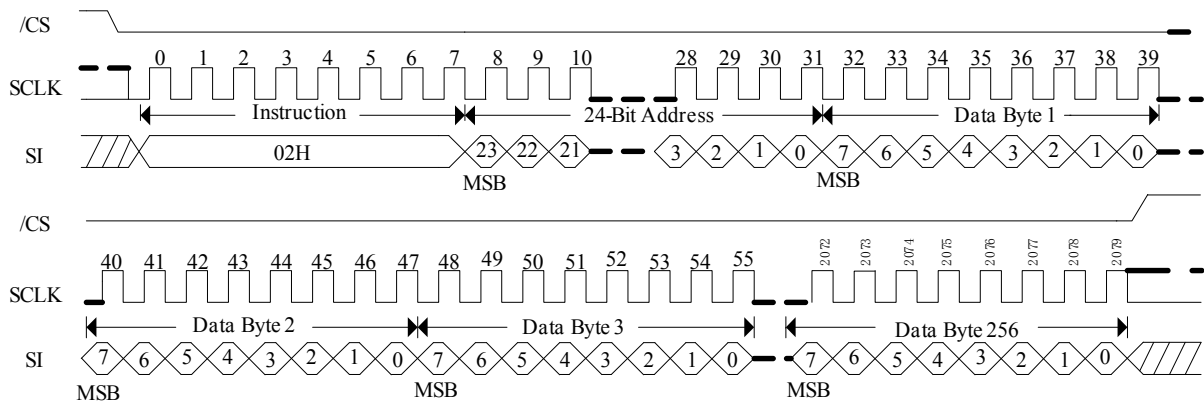 /CS
0 1 2 3 4 5 6 7 8 9 10 28 29 30 31 32 33 34 35 36 37 38 39
SCLK
Instruction 24-Bit Address Data Byte 1
SI 02H 23 22 21 3 2 1 0 7 6 5 4 3 2 1 0
MSB MSB
/CS
40 41 42 43 44 45 46 47 48 49 50 51 52 53 54 55 2072 2073 2074 2075 2076 2077 2078 2079
SCLK
Data Byte 2 Data Byte 3 Data Byte 256
SI 7 6 5 4 3 2 1 0 7 6 5 4 3 2 1 0 7 6 5 4 3 2 1 0
MSB MSB MSB